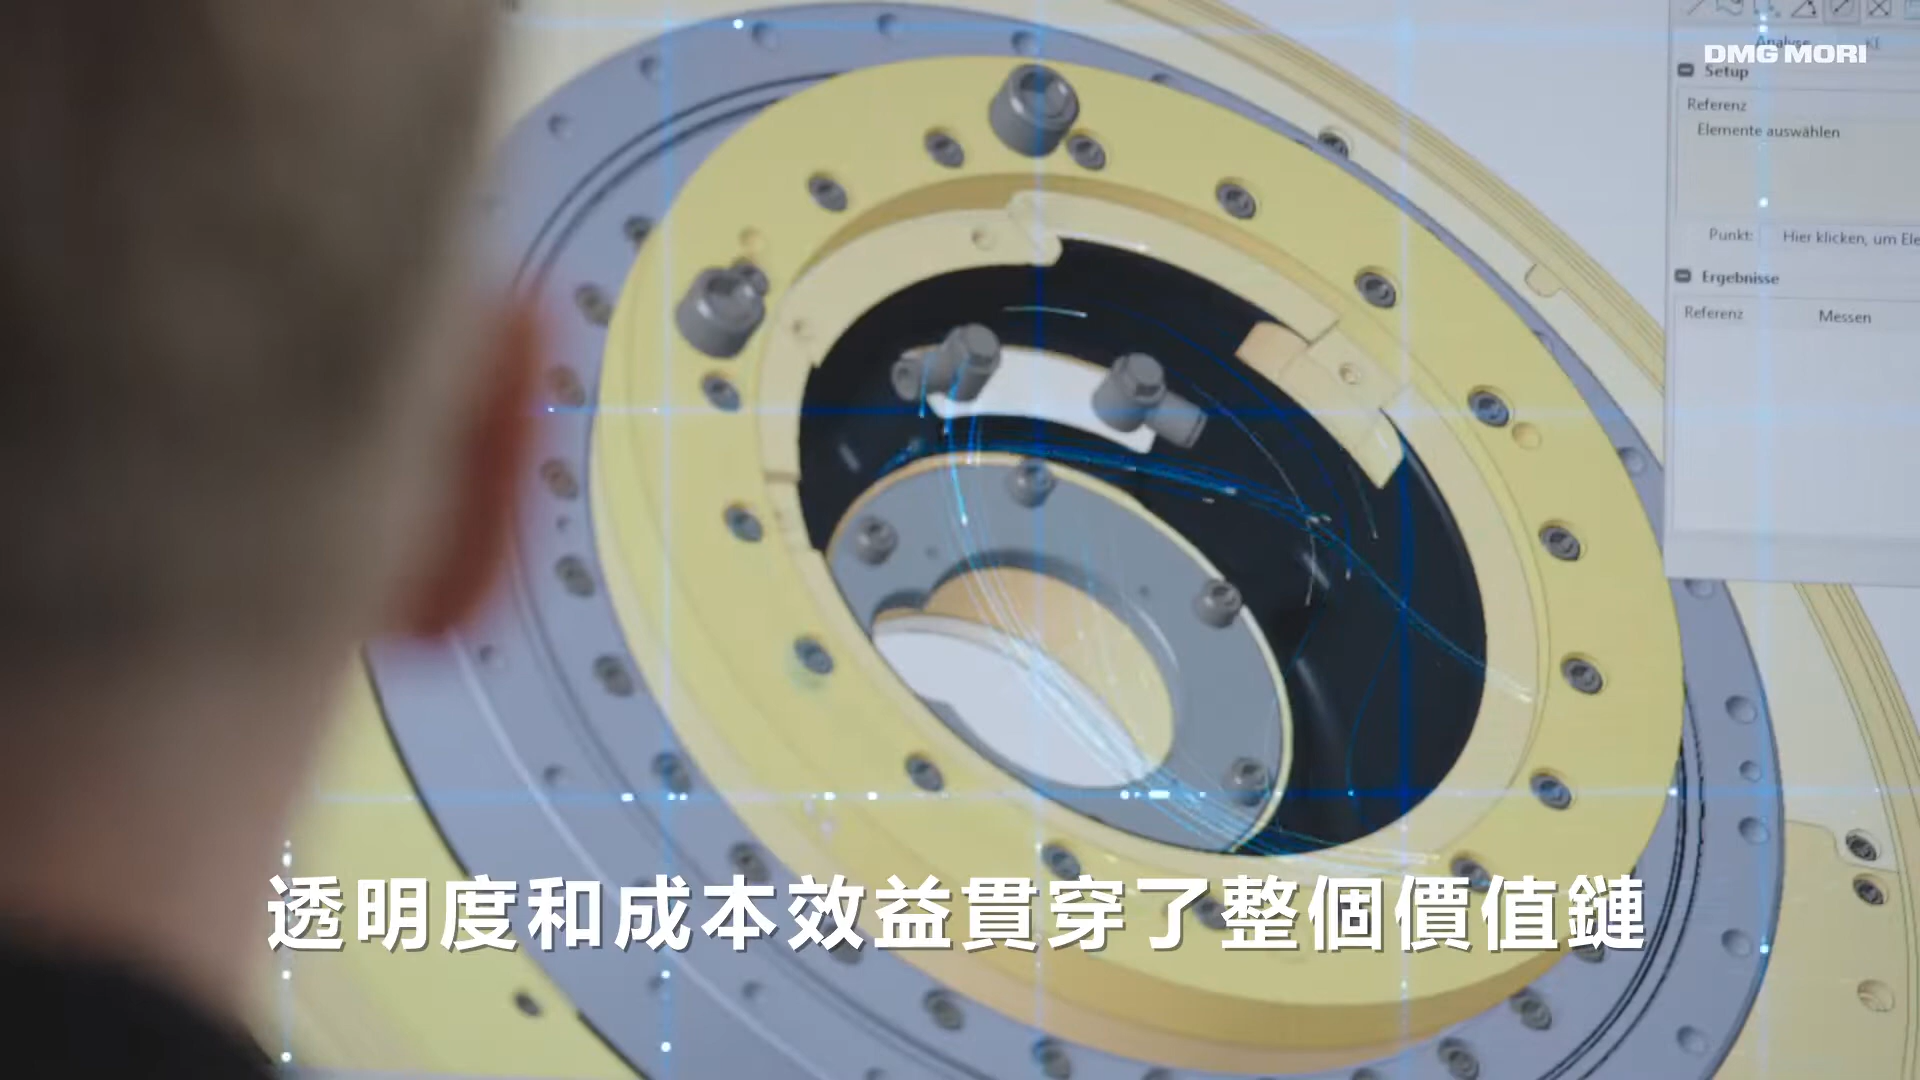 DMG MORI
Analyse
Setup
Referenz
Elemente auswählen
Punkt: Hier klicken, um Ele
Ergebnisse
Referenz Messen
透明度和成本效益貫穿了整個價值鏈